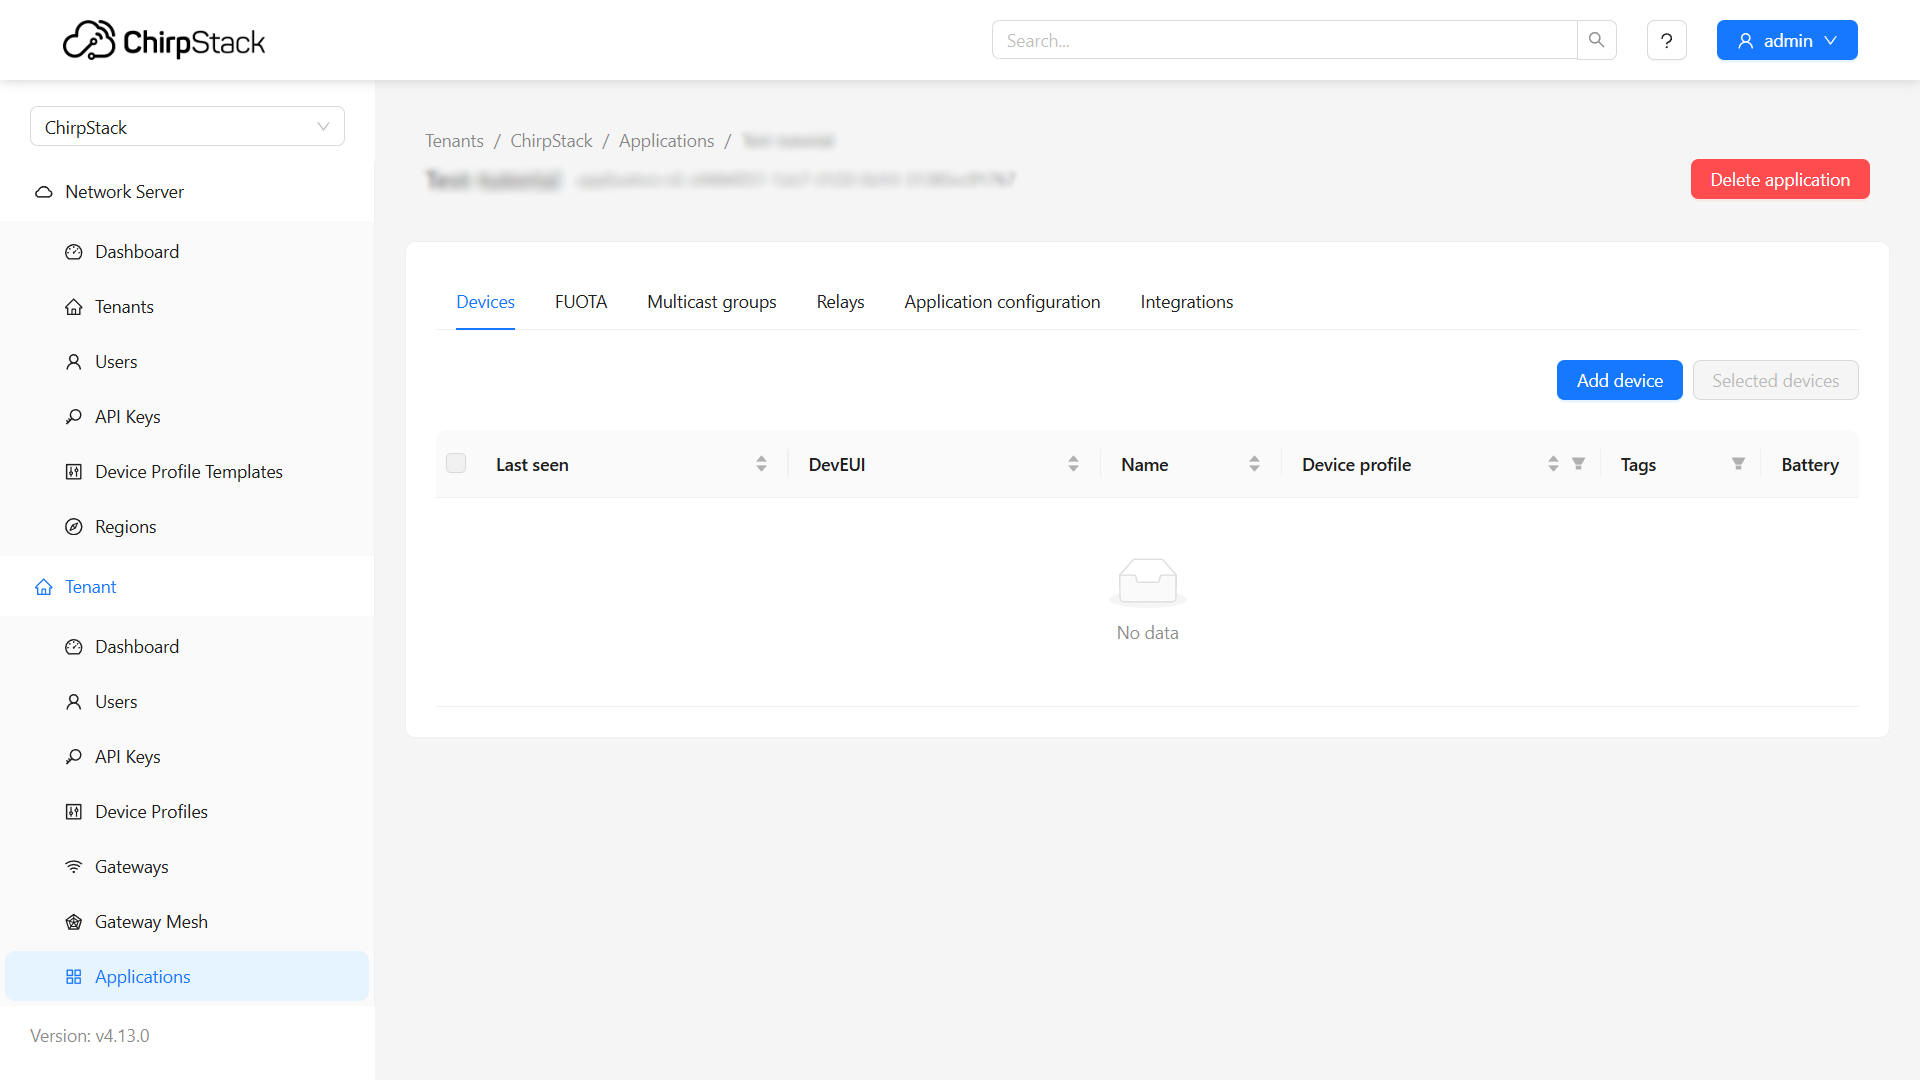 ChirpStack
Search...
?
admin
ChirpStack
Network Server
Dashboard
Tenants
Users
API Keys
Device Profile Templates
Regions
Tenant
Dashboard
Users
API Keys
Device Profiles
Gateways
Gateway Mesh
Applications
Version: v4.13.0
Tenants / ChirpStack / Applications /
Delete application
Devices FUOTA Multicast groups Relays Application configuration Integrations
Add device Selected devices
Last seen DevEUI Name Device profile Tags Battery
No data